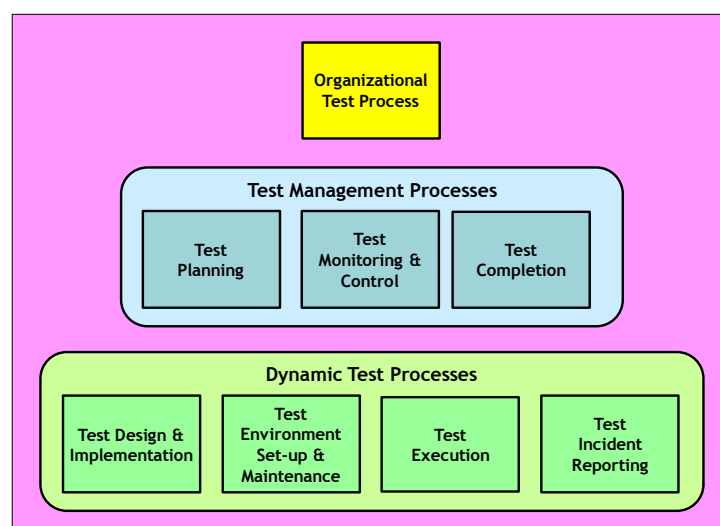 Organizational
Test Process
Test Management Processes
Test
Planning
Test
Monitoring &
Control
Test
Completion
Dynamic Test Processes
Test Design &
Implementation
Test
Environment
Set-up &
Maintenance
Test
Execution
Test
Incident
Reporting